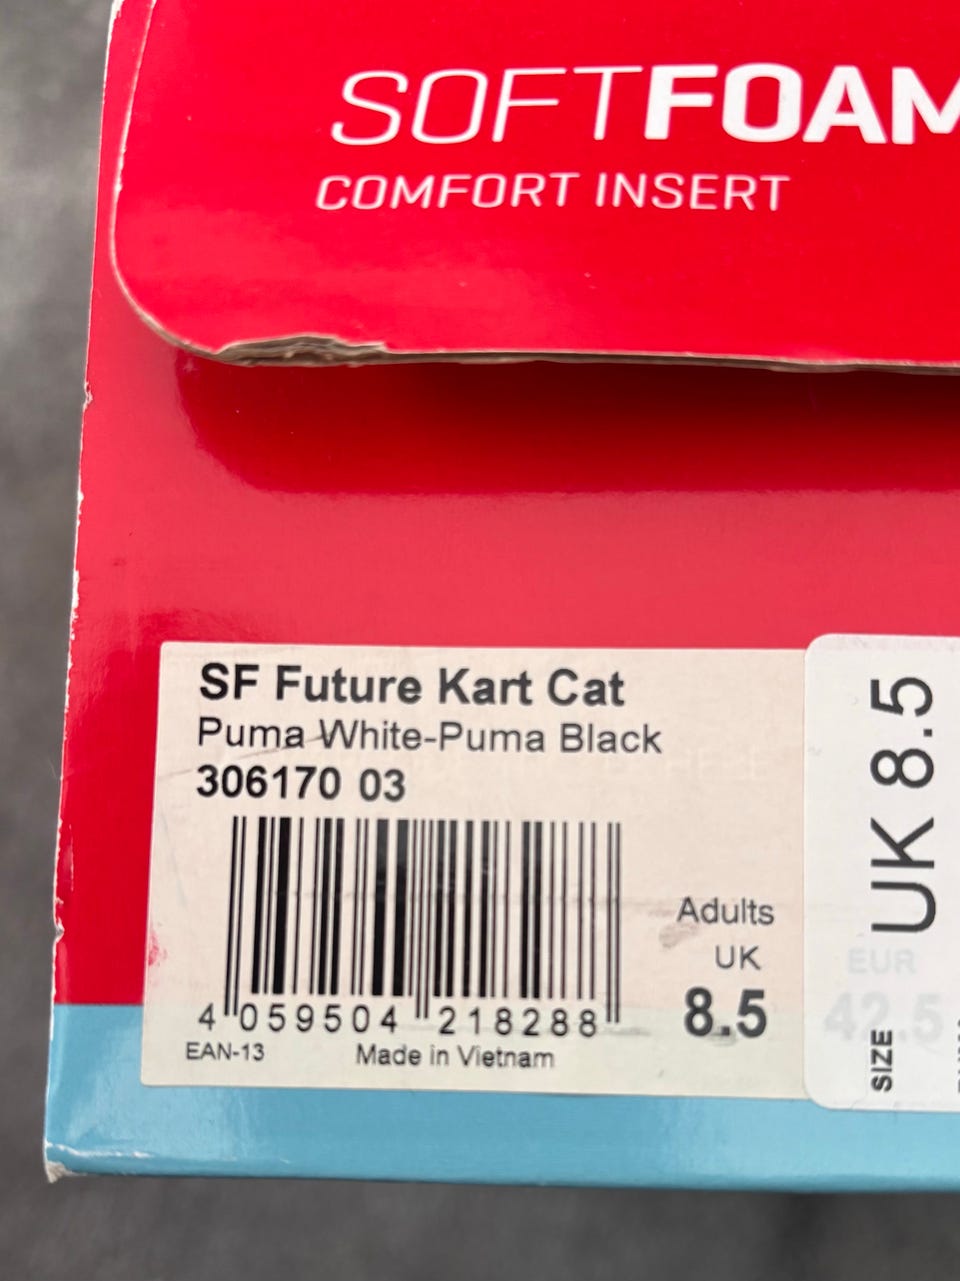 SOFTFOAM
COMFORT INSERT
SF Future Kart Cat
Puma White-Puma Black
306170 03
Adults
UK
8.5
4 059504 218288
EAN-13
Made in Vietnam
SIZE
UK 8.5
EUR
42.5